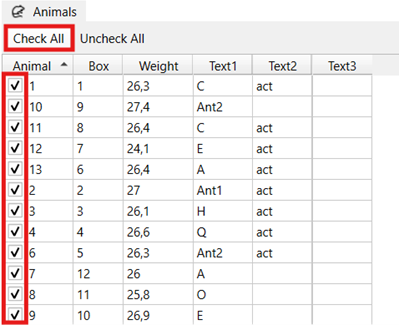 Animals
Check All Uncheck All
Animal Box Weight Text1 Text2 Text3
1 1 26,3 C act
10 9 27,4 Ant2
11 8 26,4 C act
12 7 24,1 E act
13 6 26,4 A act
2 2 27 Ant1 act
3 3 26,1 H act
4 4 26,6 Q act
6 5 26,3 Ant2 act
7 12 26 A
8 11 25,8 O
9 10 26,9 E